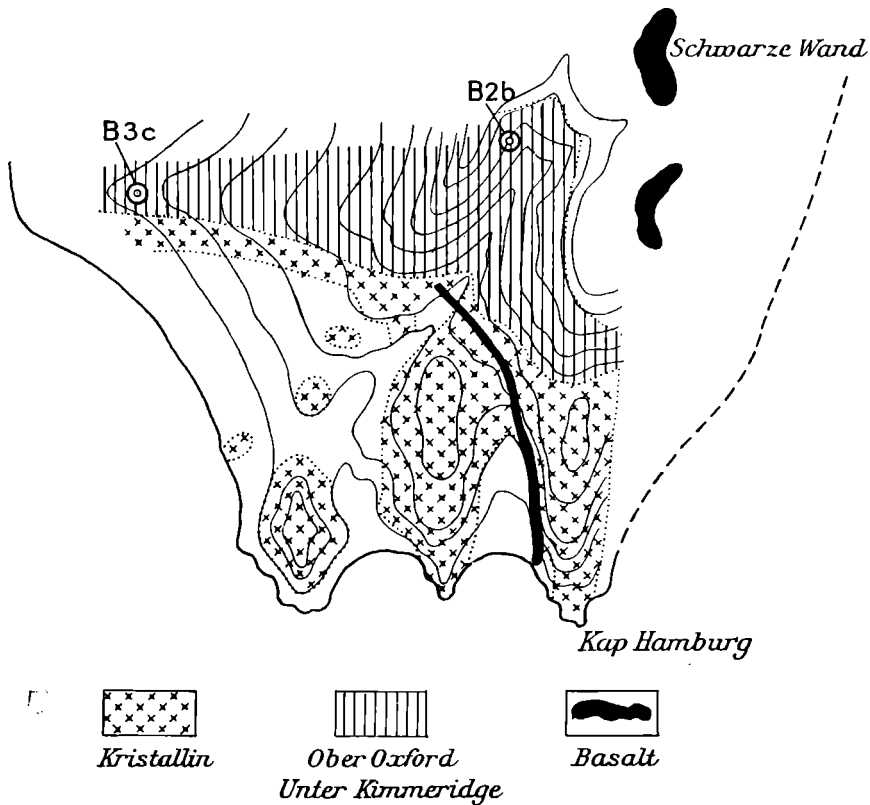 Schwarze Wand
B2b
B3c
Kap Hamburg
Kristallin
Ober Oxford
Unter Kimmeridge
Basalt